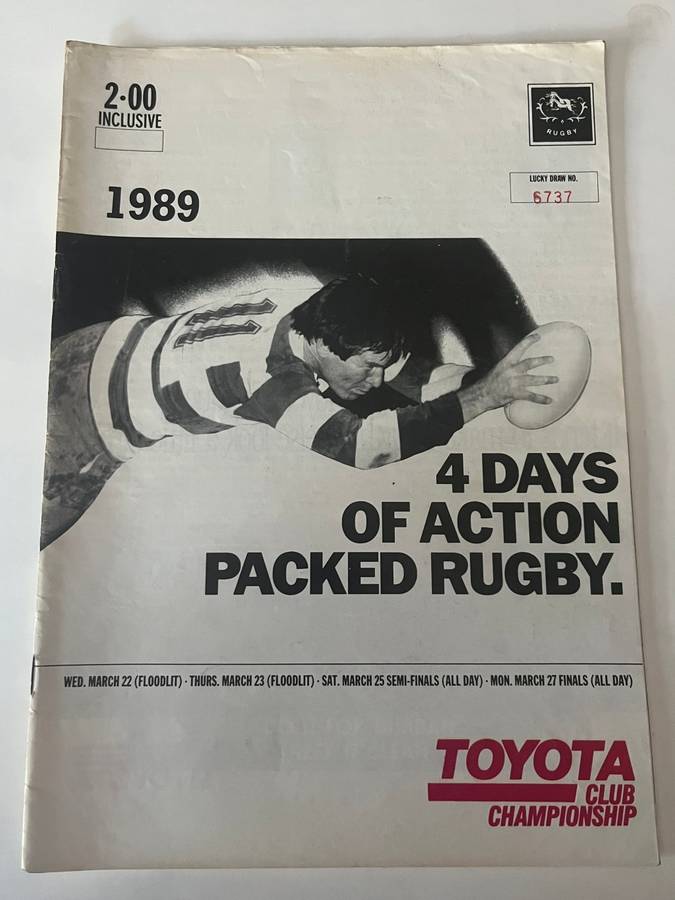 2·00
INCLUSIVE
RUGBY
LUCKY DRAW NO.
6737
1989
11
4 DAYS
OF ACTION
PACKED RUGBY.
WED. MARCH 22 (FLOODLIT) · THURS. MARCH 23 (FLOODLIT) · SAT. MARCH 25 SEMI-FINALS (ALL DAY) · MON. MARCH 27 FINALS (ALL DAY)
TOYOTA
CLUB
CHAMPIONSHIP